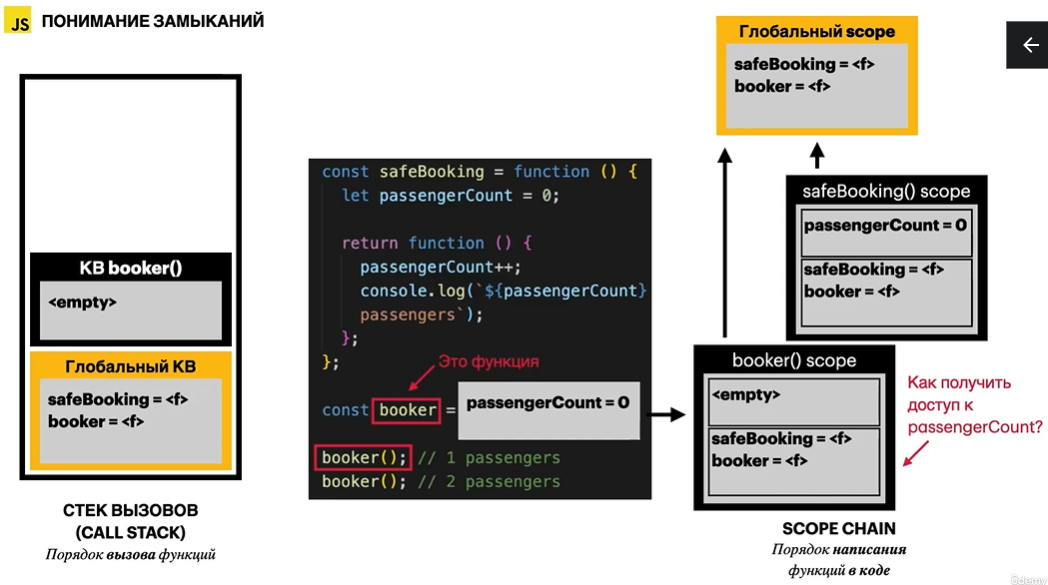 JS ПОНИМАНИЕ ЗАМЫКАНИЙ
КВ booker()
<empty>
Глобальный КВ
safeBooking = <f>
booker = <f>
СТЕК ВЫЗОВОВ
(CALL STACK)
Порядок вызова функций
const safeBooking = function () {
let passengerCount = 0;
return function () {
passengerCount++;
console.log(`${passengerCount}
passengers`);
};
};
Это функция
const booker =
passengerCount = 0
booker(); // 1 passengers
booker(); // 2 passengers
Глобальный scope
safeBooking = <f>
booker = <f>
safeBooking() scope
passengerCount = 0
safeBooking = <f>
booker = <f>
booker() scope
<empty>
safeBooking = <f>
booker = <f>
Как получить
доступ к
passengerCount?
SCOPE CHAIN
Порядок написания
функций в коде
ûdemy